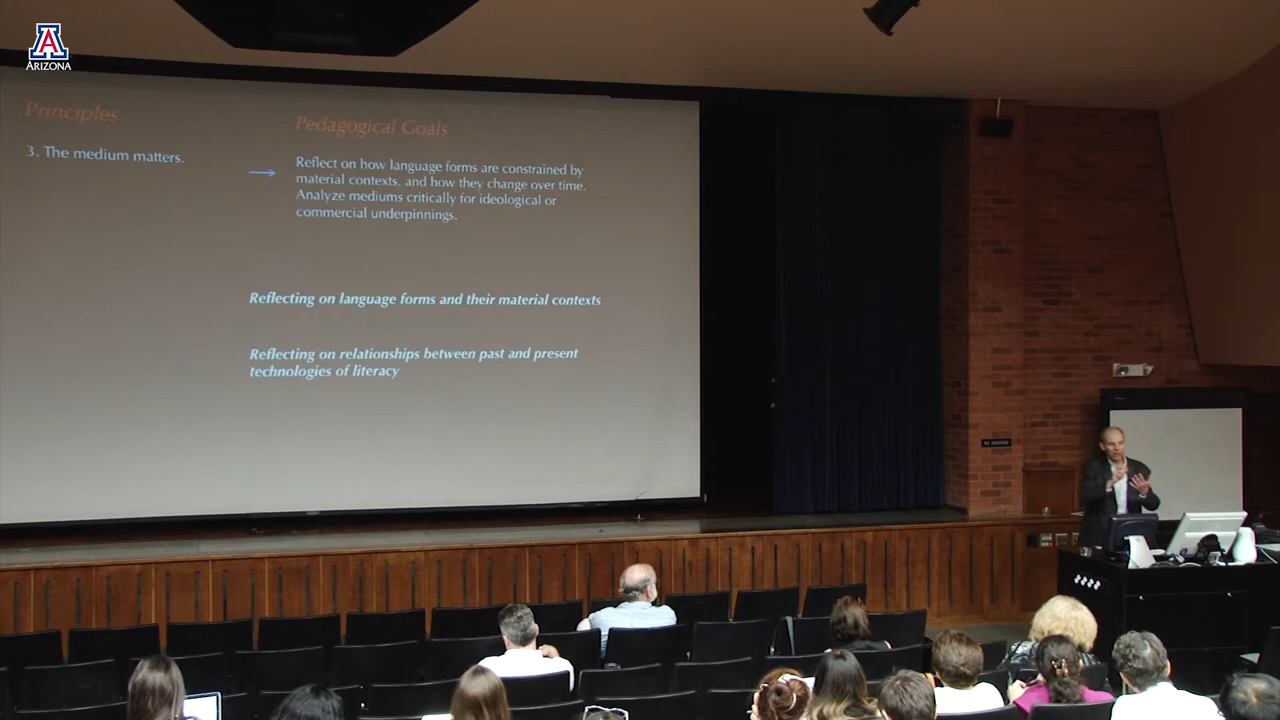 ARIZONA
Principles
Pedagogical Goals
3. The medium matters.
Reflect on how language forms are constrained by
material contexts, and how they change over time.
Analyze mediums critically for ideological or
commercial underpinnings.
Reflecting on language forms and their material contexts
Reflecting on relationships between past and present
technologies of literacy
NO SMOKING